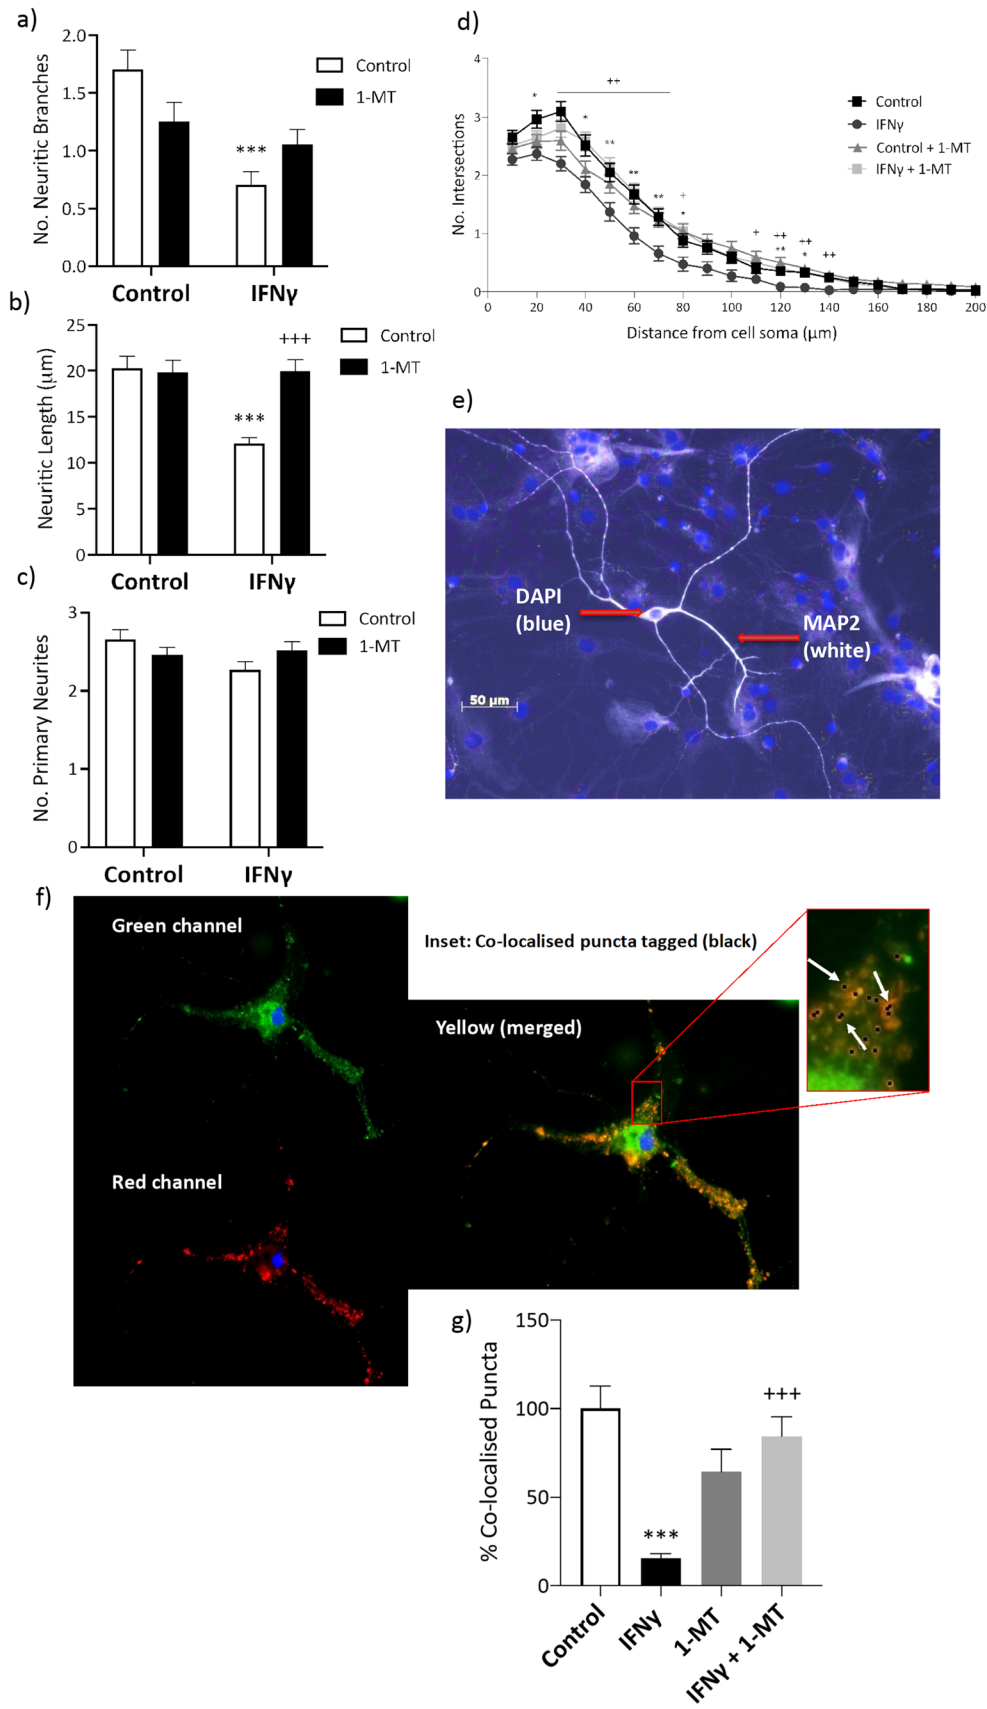 a)
No. Neuritic Branches
2.0
1.5
1.0
0.5
0.0
***
Control
1-MT
Control
IFNγ
b)
Neuritic Length (μm)
25
20
15
10
5
0
***
+++
Control
1-MT
Control
IFNγ
c)
No. Primary Neurites
3
2
1
0
Control
1-MT
Control
IFNγ
d)
No. Intersections
4
3
2
1
0
*
++
*
**
**
**
+
*
+
++
**
++
*
++
Control
IFNγ
Control + 1-MT
IFNγ + 1-MT
0
20
40
60
80
100
120
140
160
180
200
Distance from cell soma (μm)
e)
DAPI
(blue)
MAP2
(white)
50 μm
f)
Green channel
Red channel
Inset: Co-localised puncta tagged (black)
Yellow (merged)
g)
% Co-localised Puncta
150
100
50
0
***
+++
Control
IFNγ
1-MT
IFNγ + 1-MT